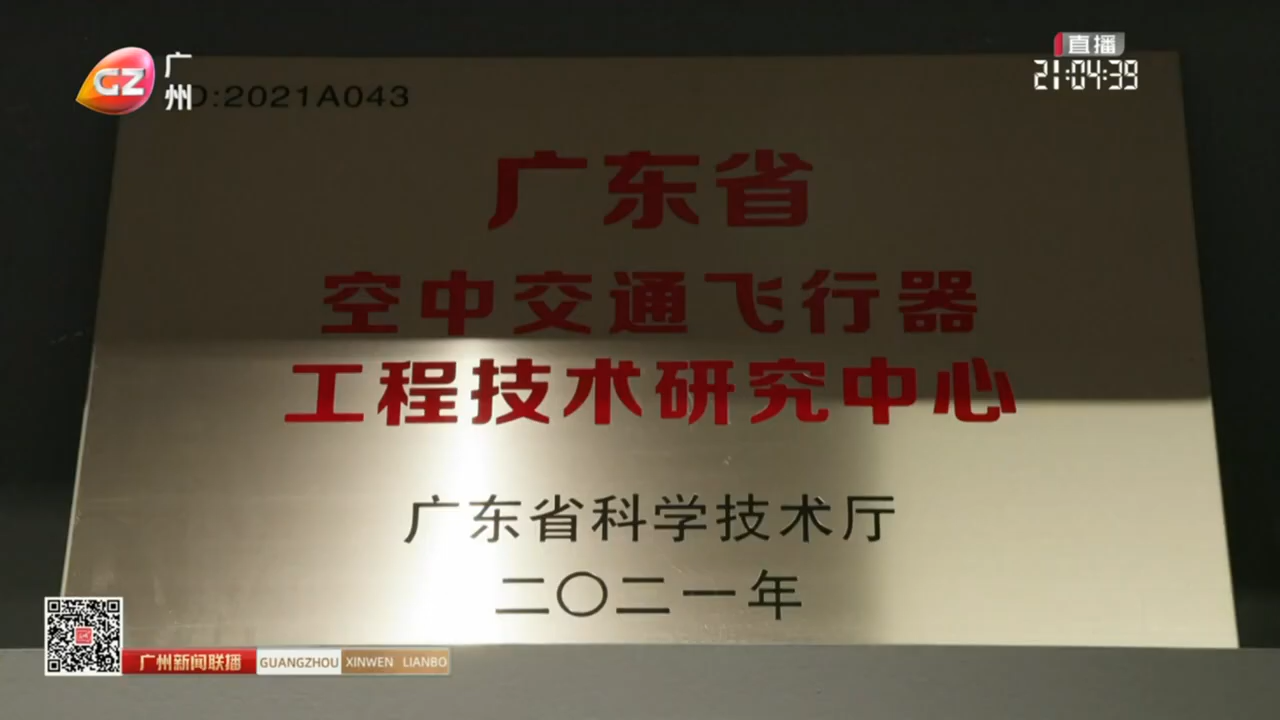 GZ
广州
直播
21:04:39
D:2021A043
广东省
空中交通飞行器
工程技术研究中心
广东省科学技术厅
二〇二一年
广州新闻联播 GUANGZHOU XINWEN LIANBO